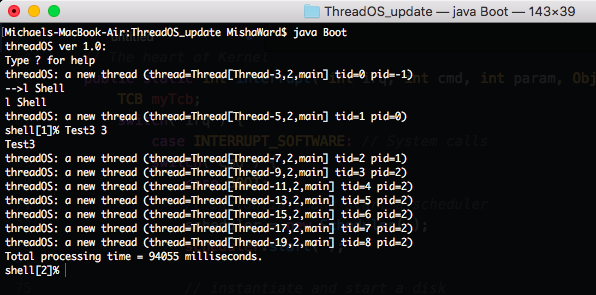 ThreadOS_update — java Boot — 143×39
[Michaels-MacBook-Air:ThreadOS_update MishaWard$ java Boot
threadOS ver 1.0:
Type ? for help
threadOS: a new thread (thread=Thread[Thread-3,2,main] tid=0 pid=-1)
-->l Shell
l Shell
threadOS: a new thread (thread=Thread[Thread-5,2,main] tid=1 pid=0)
shell[1]% Test3 3
Test3
threadOS: a new thread (thread=Thread[Thread-7,2,main] tid=2 pid=1)
threadOS: a new thread (thread=Thread[Thread-9,2,main] tid=3 pid=2)
threadOS: a new thread (thread=Thread[Thread-11,2,main] tid=4 pid=2)
threadOS: a new thread (thread=Thread[Thread-13,2,main] tid=5 pid=2)
threadOS: a new thread (thread=Thread[Thread-15,2,main] tid=6 pid=2)
threadOS: a new thread (thread=Thread[Thread-17,2,main] tid=7 pid=2)
threadOS: a new thread (thread=Thread[Thread-19,2,main] tid=8 pid=2)
Total processing time = 94055 milliseconds.
shell[2]%
// instantiate and start a disk